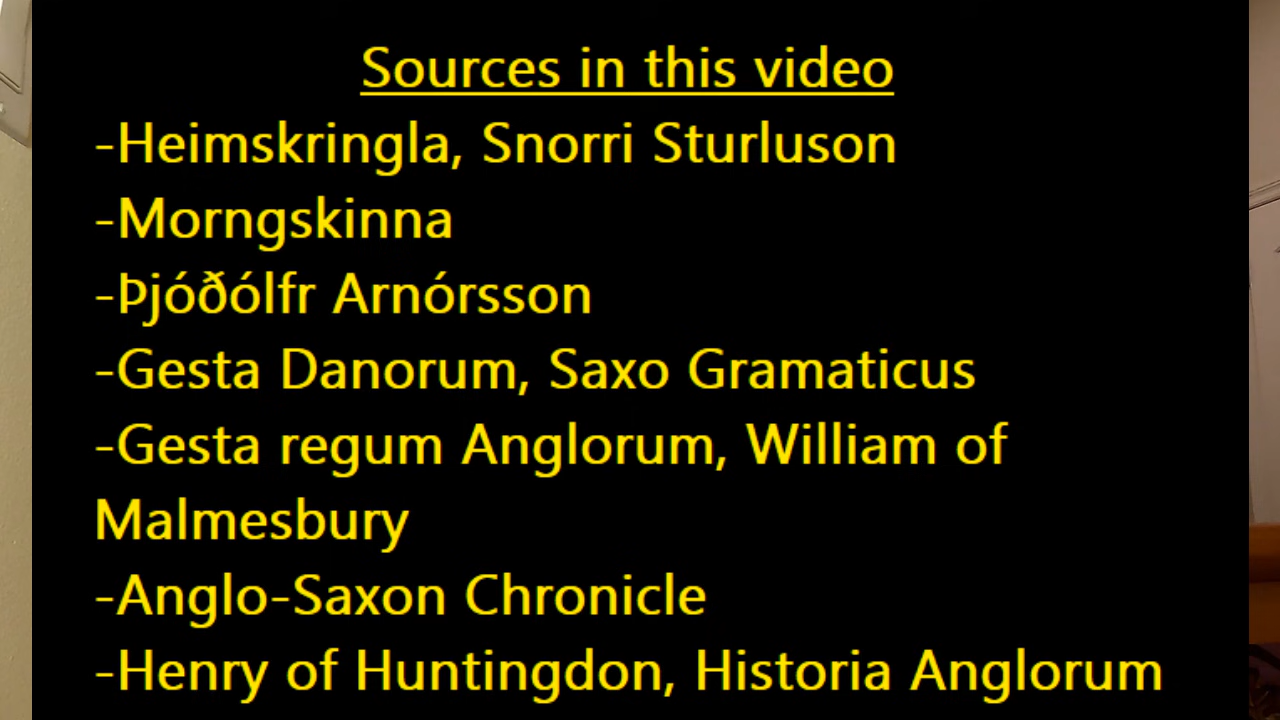 Sources in this video
-Heimskringla, Snorri Sturluson
-Morngskinna
-Þjóðólfr Arnórsson
-Gesta Danorum, Saxo Gramaticus
-Gesta regum Anglorum, William of
Malmesbury
-Anglo-Saxon Chronicle
-Henry of Huntingdon, Historia Anglorum